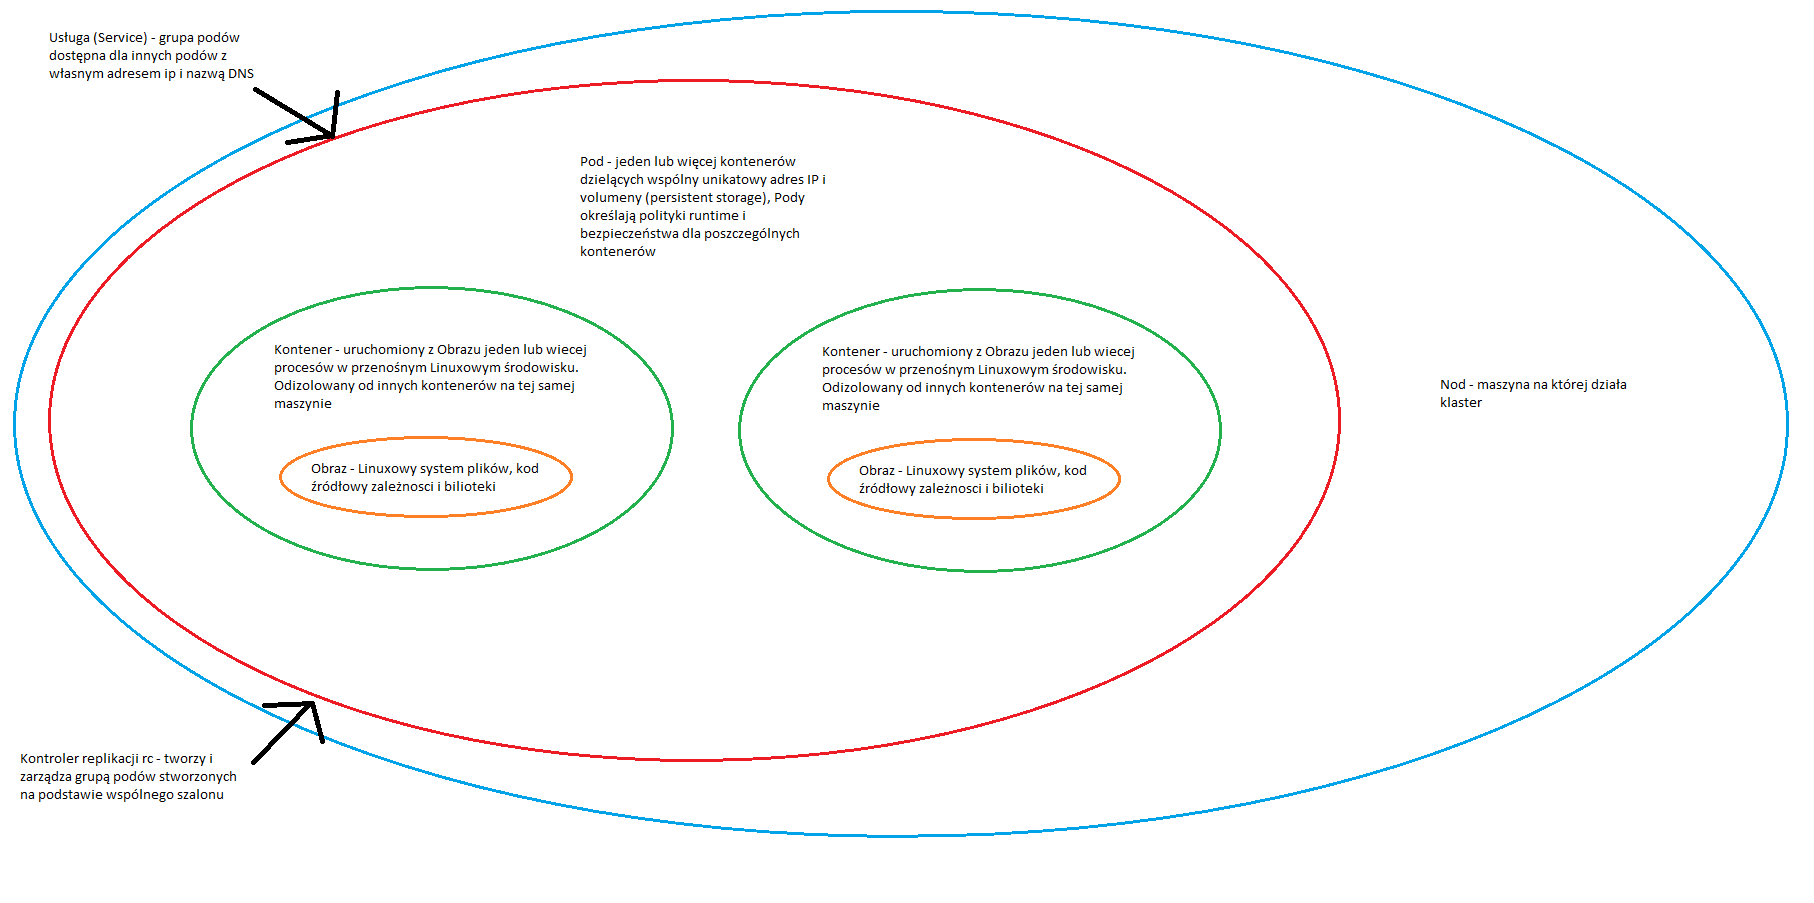 Usługa (Service) - grupa podów
dostępna dla innych podów z
własnym adresem ip i nazwą DNS
Pod - jeden lub więcej kontenerów
dzielących wspólny unikatowy adres IP i
volumeny (persistent storage), Pody
określają polityki runtime i
bezpieczeństwa dla poszczególnych
kontenerów
Kontener - uruchomiony z Obrazu jeden lub wiecej
procesów w przenośnym Linuxowym środowisku.
Odizolowany od innych kontenerów na tej samej
maszynie
Obraz - Linuxowy system plików, kod
źródłowy zależnosci i bilioteki
Kontener - uruchomiony z Obrazu jeden lub wiecej
procesów w przenośnym Linuxowym środowisku.
Odizolowany od innych kontenerów na tej samej
maszynie
Obraz - Linuxowy system plików, kod
źródłowy zależnosci i bilioteki
Nod - maszyna na której działa
klaster
Kontroler replikacji rc - tworzy i
zarządza grupą podów stworzonych
na podstawie wspólnego szalonu